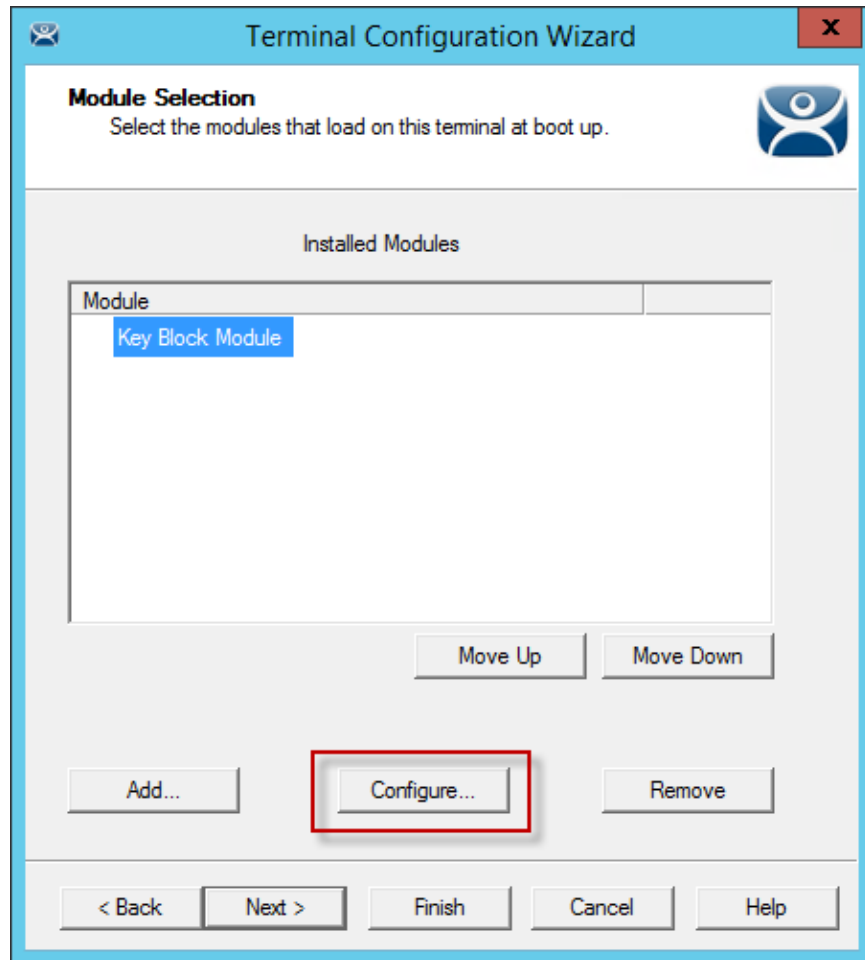 Terminal Configuration Wizard
x
Module Selection
Select the modules that load on this terminal at boot up.
Installed Modules
Module
Key Block Module
Move Up Move Down
Add... Configure... Remove
< Back Next > Finish Cancel Help